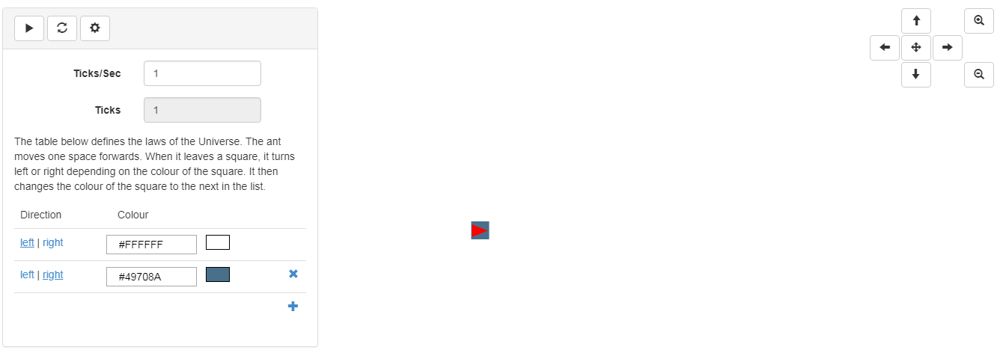 Ticks/Sec 1
Ticks 1
The table below defines the laws of the Universe. The ant
moves one space forwards. When it leaves a square, it turns
left or right depending on the colour of the square. It then
changes the colour of the square to the next in the list.
Direction Colour
left | right #FFFFFF
left | right #49708A